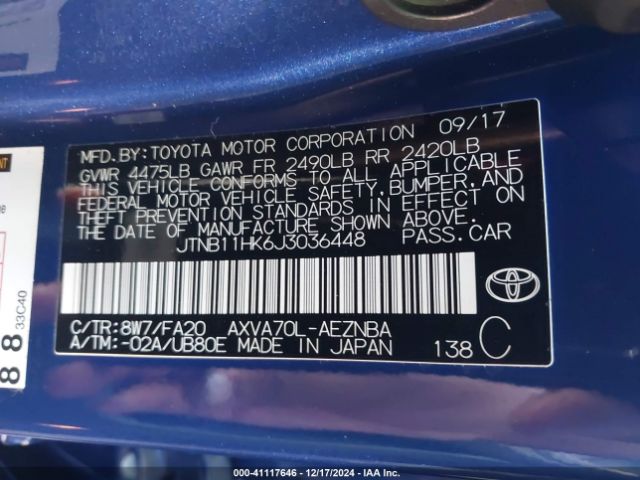 MFD.BY:TOYOTA MOTOR CORPORATION 09/17
GVWR 4475LB GAWR FR 2490LB RR 2420LB
THIS VEHICLE CONFORMS TO ALL APPLICABLE
FEDERAL MOTOR VEHICLE SAFETY,BUMPER,AND
THEFT PREVENTION STANDARDS IN EFFECT ON
THE DATE OF MANUFACTURE SHOWN ABOVE.
JTNB11HK6J3036448 PASS.CAR
C/TR:8W7/FA20 AXVA70L-AEZNBA
A/TM:-02A/UB80E MADE IN JAPAN 138 C
TOYOTA
88 33C40
000-41117646 - 12/17/2024 - IAA Inc.